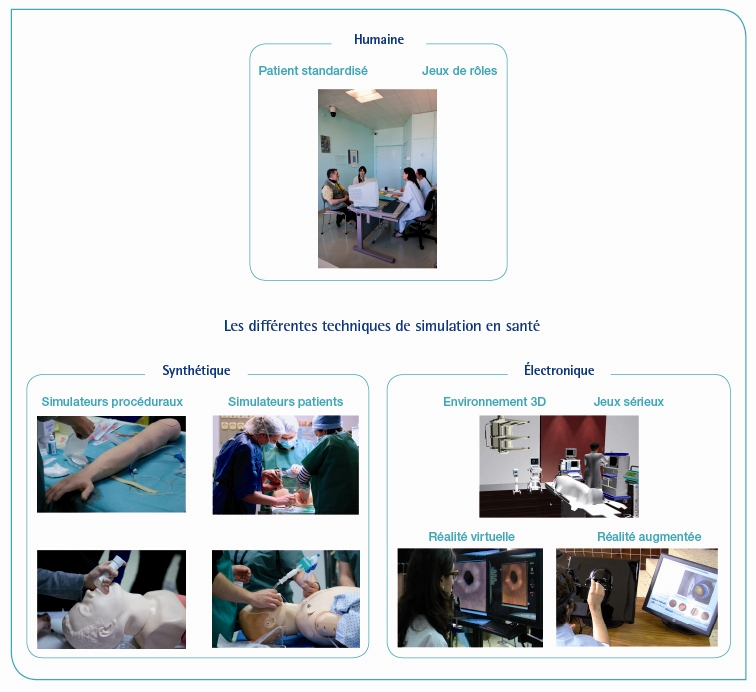 Humaine
Patient standardisé
Jeux de rôles
Les différentes techniques de simulation en santé
Synthétique
Simulateurs procéduraux
Simulateurs patients
Électronique
Environnement 3D
Jeux sérieux
Réalité virtuelle
Réalité augmentée